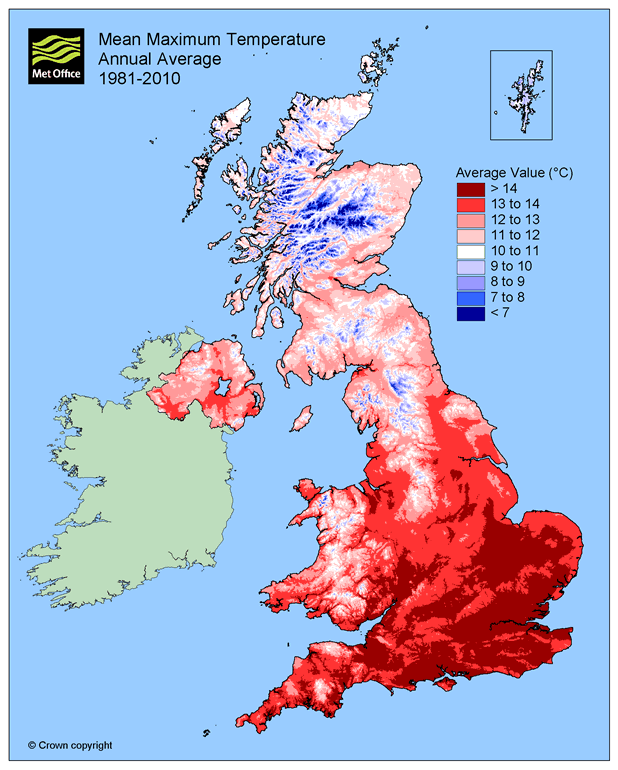 Met Office
Mean Maximum Temperature
Annual Average
1981-2010
Average Value (°C)
> 14
13 to 14
12 to 13
11 to 12
10 to 11
9 to 10
8 to 9
7 to 8
< 7
© Crown copyright